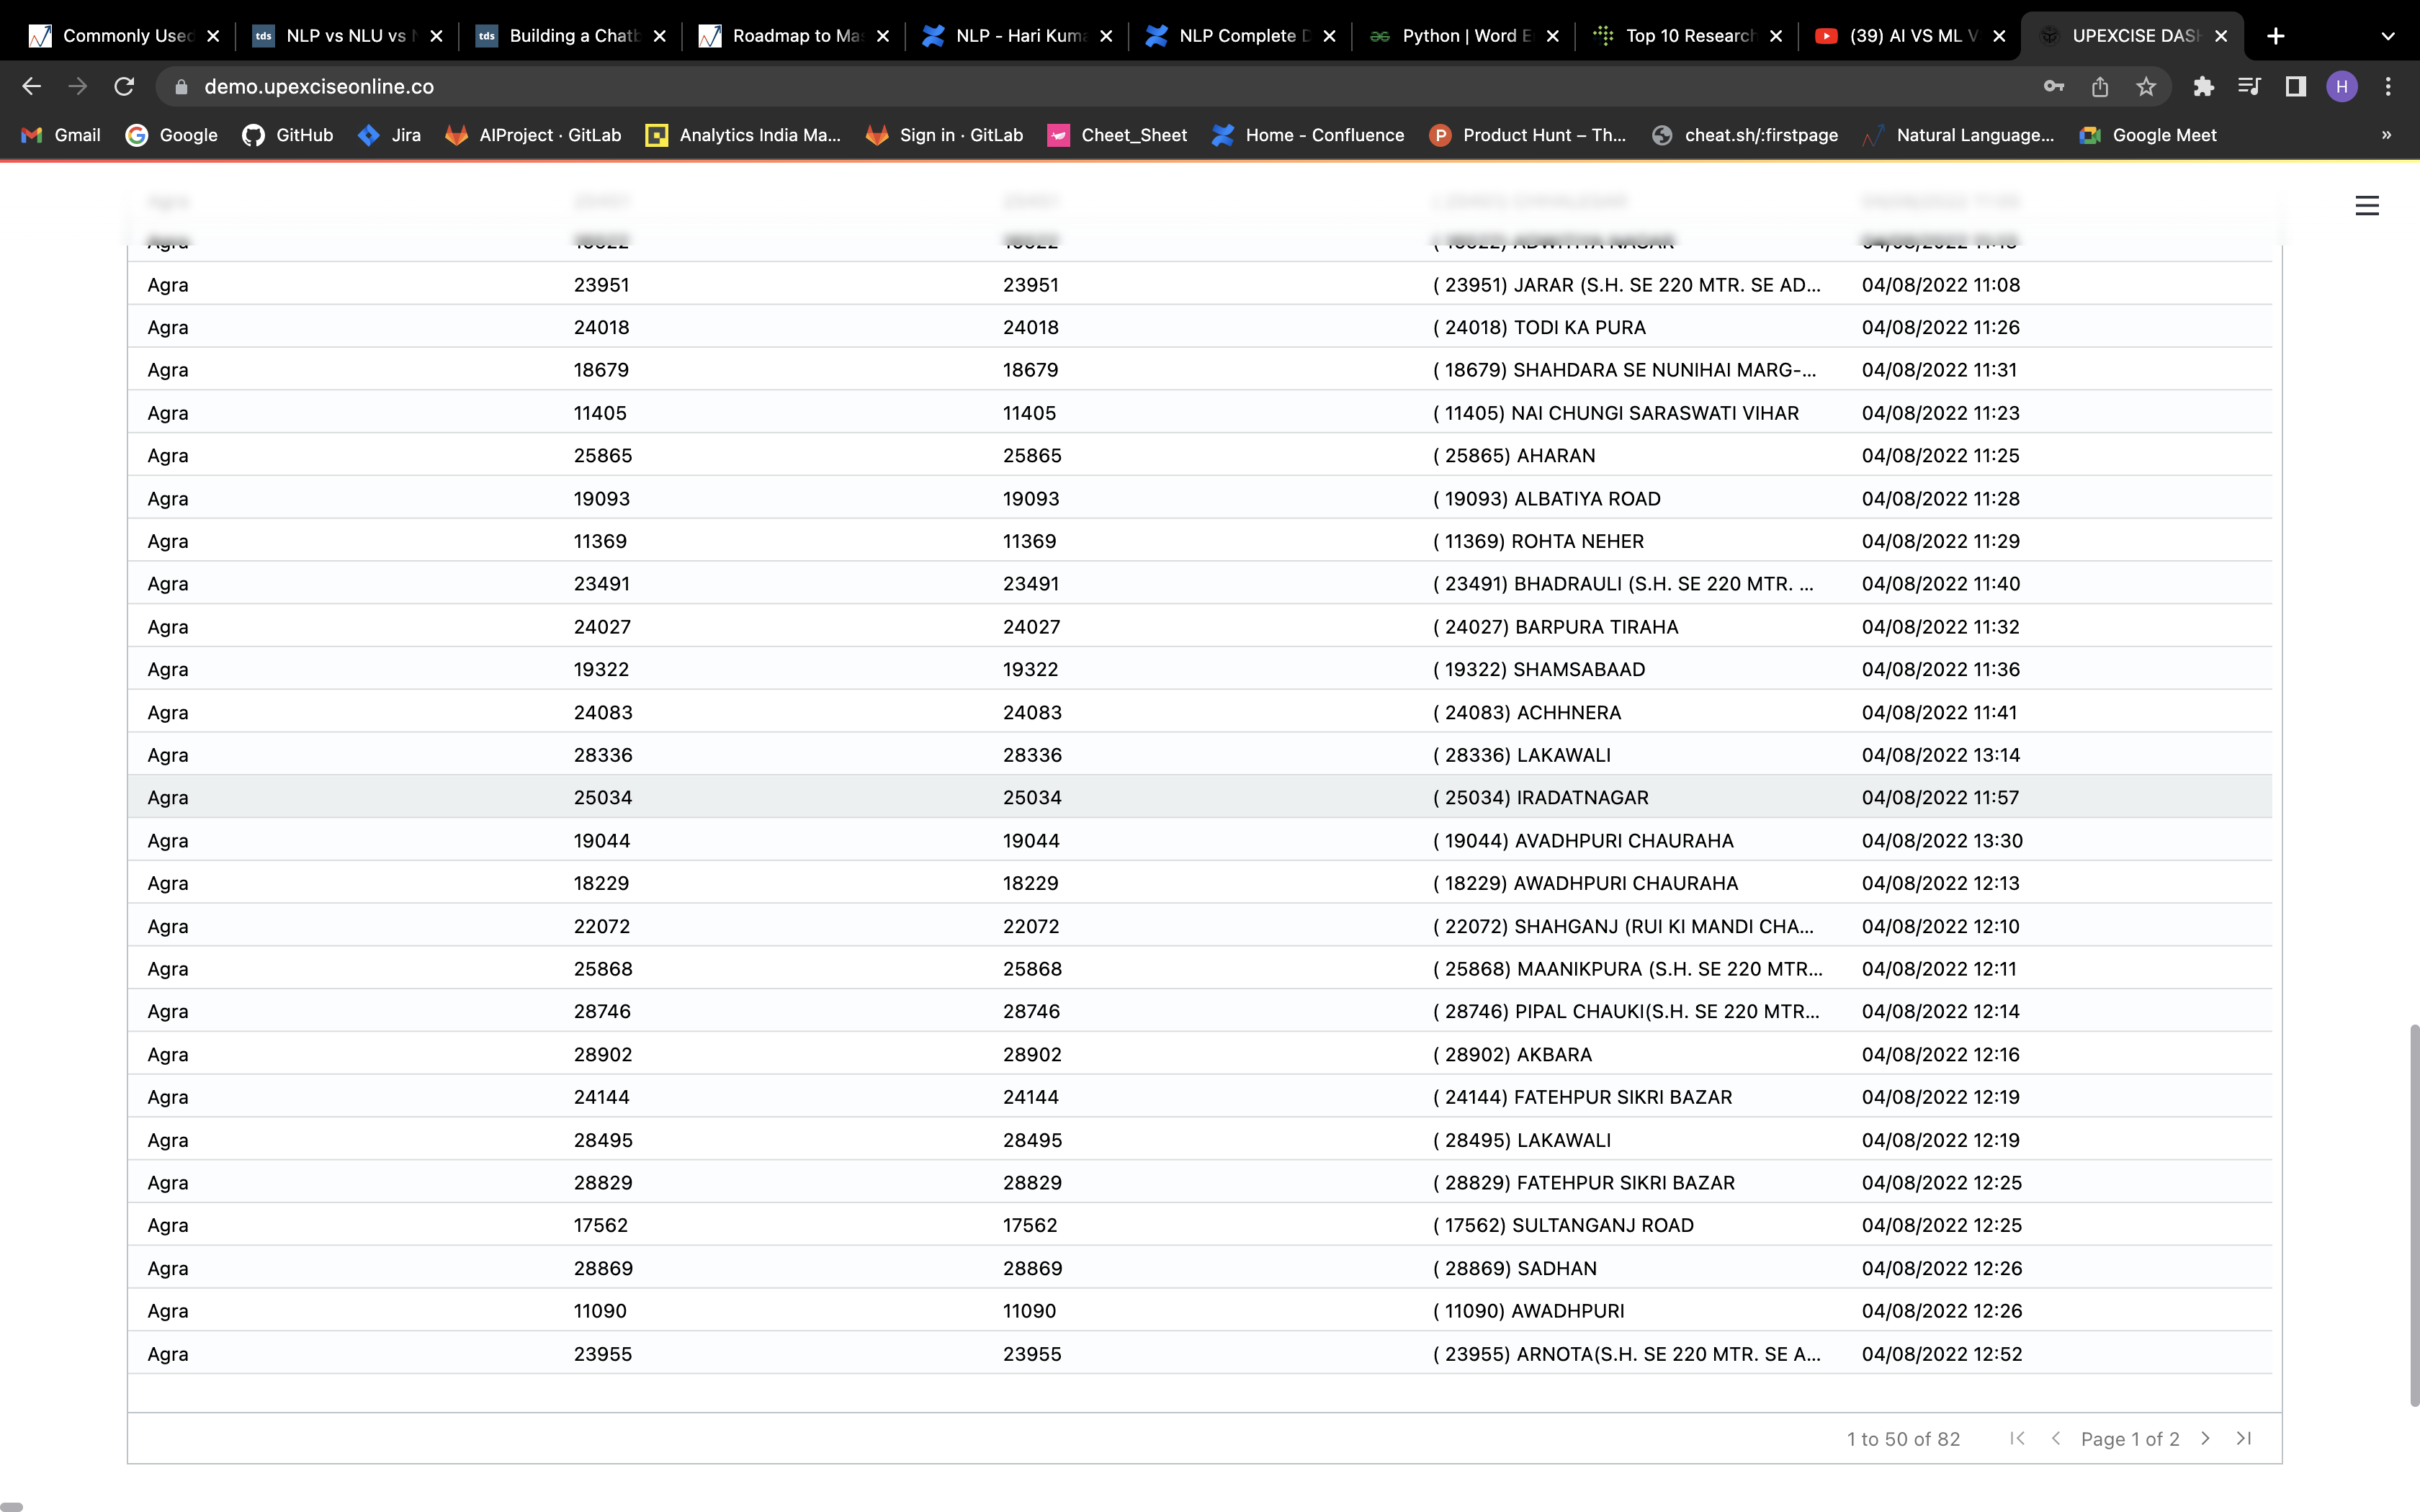 Commonly Used NLP vs NLU vs Building a Chatb Roadmap to Ma NLP - Hari Kuma NLP Complete Python | Word E Top 10 Research (39) AI VS ML V UPEXCISE DASH
demo.upexciseonline.co H
Gmail Google GitHub Jira AIProject · GitLab Analytics India Ma... Sign in · GitLab Cheet_Sheet Home - Confluence Product Hunt – Th... cheat.sh/:firstpage Natural Language... Google Meet »
Agra 23951 23951 ( 23951) JARAR (S.H. SE 220 MTR. SE AD... 04/08/2022 11:08
Agra 24018 24018 ( 24018) TODI KA PURA 04/08/2022 11:26
Agra 18679 18679 ( 18679) SHAHDARA SE NUNIHAI MARG-... 04/08/2022 11:31
Agra 11405 11405 ( 11405) NAI CHUNGI SARASWATI VIHAR 04/08/2022 11:23
Agra 25865 25865 ( 25865) AHARAN 04/08/2022 11:25
Agra 19093 19093 ( 19093) ALBATIYA ROAD 04/08/2022 11:28
Agra 11369 11369 ( 11369) ROHTA NEHER 04/08/2022 11:29
Agra 23491 23491 ( 23491) BHADRAULI (S.H. SE 220 MTR. ... 04/08/2022 11:40
Agra 24027 24027 ( 24027) BARPURA TIRAHA 04/08/2022 11:32
Agra 19322 19322 ( 19322) SHAMSABAAD 04/08/2022 11:36
Agra 24083 24083 ( 24083) ACHHNERA 04/08/2022 11:41
Agra 28336 28336 ( 28336) LAKAWALI 04/08/2022 13:14
Agra 25034 25034 ( 25034) IRADATNAGAR 04/08/2022 11:57
Agra 19044 19044 ( 19044) AVADHPURI CHAURAHA 04/08/2022 13:30
Agra 18229 18229 ( 18229) AWADHPURI CHAURAHA 04/08/2022 12:13
Agra 22072 22072 ( 22072) SHAHGANJ (RUI KI MANDI CHA... 04/08/2022 12:10
Agra 25868 25868 ( 25868) MAANIKPURA (S.H. SE 220 MTR... 04/08/2022 12:11
Agra 28746 28746 ( 28746) PIPAL CHAUKI(S.H. SE 220 MTR... 04/08/2022 12:14
Agra 28902 28902 ( 28902) AKBARA 04/08/2022 12:16
Agra 24144 24144 ( 24144) FATEHPUR SIKRI BAZAR 04/08/2022 12:19
Agra 28495 28495 ( 28495) LAKAWALI 04/08/2022 12:19
Agra 28829 28829 ( 28829) FATEHPUR SIKRI BAZAR 04/08/2022 12:25
Agra 17562 17562 ( 17562) SULTANGANJ ROAD 04/08/2022 12:25
Agra 28869 28869 ( 28869) SADHAN 04/08/2022 12:26
Agra 11090 11090 ( 11090) AWADHPURI 04/08/2022 12:26
Agra 23955 23955 ( 23955) ARNOTA(S.H. SE 220 MTR. SE A... 04/08/2022 12:52
1 to 50 of 82 Page 1 of 2